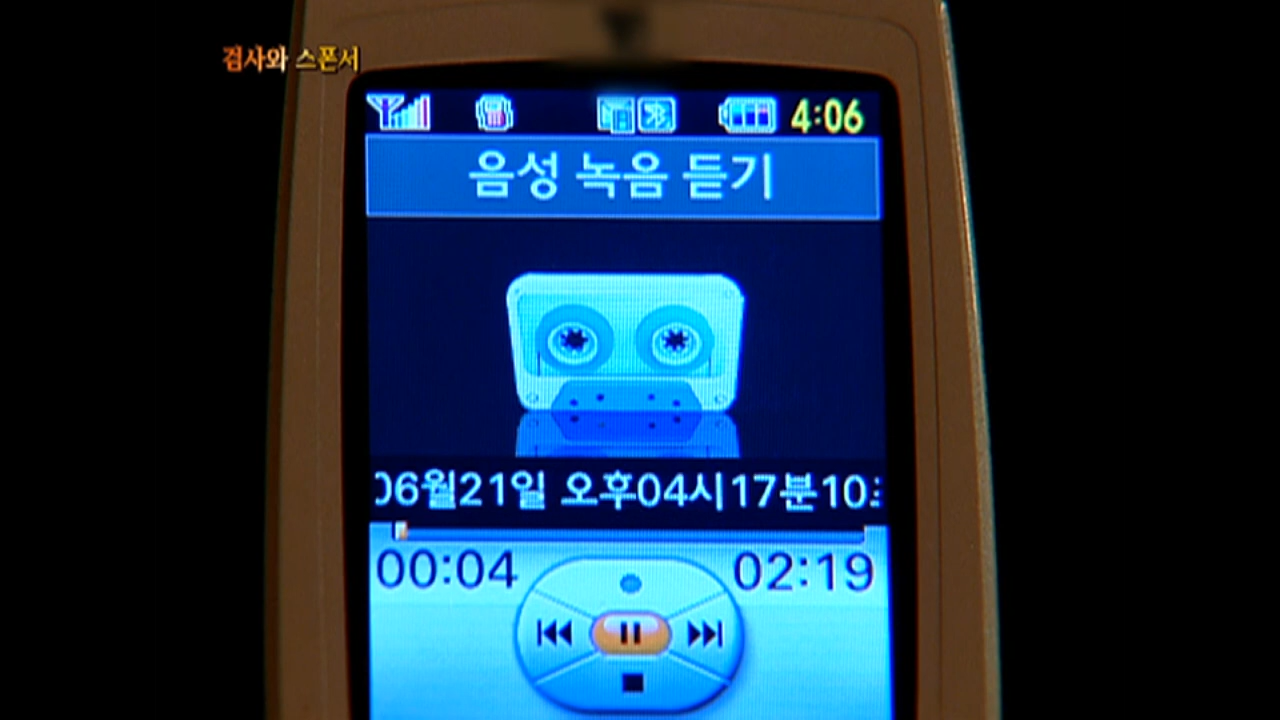 검사와 스폰서
4:06
음성 녹음 듣기
06월21일 오후04시17분10
00:04
02:19